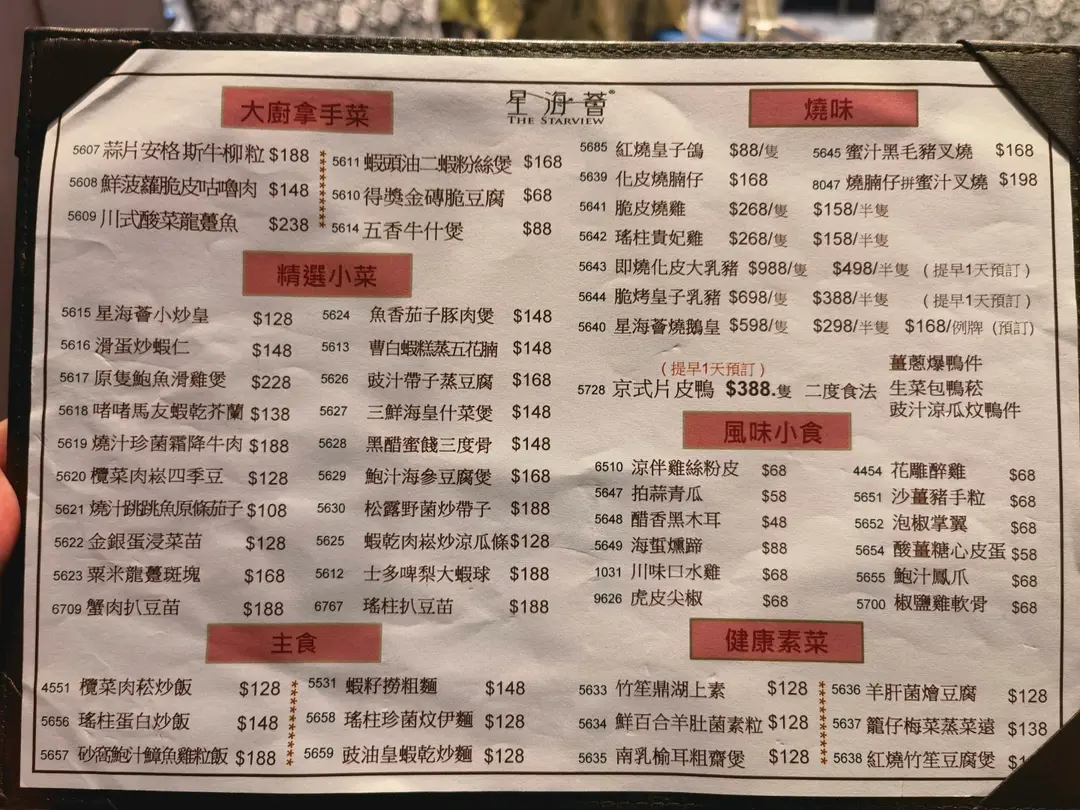 星海薈
THE STARVIEW
大廚拿手菜
5607 蒜片安格斯牛柳粒 $188
5608 鮮菠蘿脆皮咕嚕肉 $148
5609 川式酸菜龍躉魚 $238
5611 蝦頭油二蝦粉絲煲 $168
5610 得獎金磚脆豆腐 $68
5614 五香牛什煲 $88
精選小菜
5615 星海薈小炒皇 $128
5616 滑蛋炒蝦仁 $148
5617 原隻鮑魚滑雞煲 $228
5618 啫啫馬友蝦乾芥蘭 $138
5619 燒汁珍菌霜降牛肉 $188
5620 欖菜肉崧四季豆 $128
5621 燒汁跳跳魚原條茄子 $108
5622 金銀蛋浸菜苗 $128
5623 粟米龍躉斑塊 $168
6709 蟹肉扒豆苗 $188
5624 魚香茄子豚肉煲 $148
5613 曹白蝦糕蒸五花腩 $148
5626 豉汁帶子蒸豆腐 $168
5627 三鮮海皇什菜煲 $148
5628 黑醋蜜餞三度骨 $148
5629 鮑汁海參豆腐煲 $168
5630 松露野菌炒帶子 $188
5625 蝦乾肉崧炒涼瓜條 $128
5612 士多啤梨大蝦球 $188
6767 瑤柱扒豆苗 $188
主食
4551 欖菜肉菘炒飯 $128
5656 瑤柱蛋白炒飯 $148
5657 砂窩鮑汁鱆魚雞粒飯 $188
5531 蝦籽撈粗麵 $148
5658 瑤柱珍菌炆伊麵 $128
5659 豉油皇蝦乾炒麵 $128
燒味
5685 紅燒皇子鴿 $88/隻
5639 化皮燒腩仔 $168
5645 蜜汁黑毛豬叉燒 $168
8047 燒腩仔拼蜜汁叉燒 $198
5641 脆皮燒雞 $268/隻 $158/半隻
5642 瑤柱貴妃雞 $268/隻 $158/半隻
5643 即燒化皮大乳豬 $988/隻 $498/半隻 (提早1天預訂)
5644 脆烤皇子乳豬 $698/隻 $388/半隻 (提早1天預訂)
5640 星海薈燒鵝皇 $598/隻 $298/半隻 $168/例牌 (預訂)
(提早1天預訂)
5728 京式片皮鴨 $388.隻 二度食法
薑蔥爆鴨件
生菜包鴨菘
豉汁涼瓜炆鴨件
風味小食
6510 涼伴雞絲粉皮 $68
5647 拍蒜青瓜 $58
5648 醋香黑木耳 $48
5649 海蜇燻蹄 $88
1031 川味口水雞 $68
9626 虎皮尖椒 $68
4454 花雕醉雞 $68
5651 沙薑豬手粒 $68
5652 泡椒掌翼 $68
5654 酸薑糖心皮蛋 $58
5655 鮑汁鳳爪 $68
5700 椒鹽雞軟骨 $68
健康素菜
5633 竹笙鼎湖上素 $128
5634 鮮百合羊肚菌素粒 $128
5635 南乳榆耳粗齋煲 $128
5636 羊肝菌燴豆腐 $128
5637 籠仔梅菜蒸菜遠 $138
5638 紅燒竹笙豆腐煲